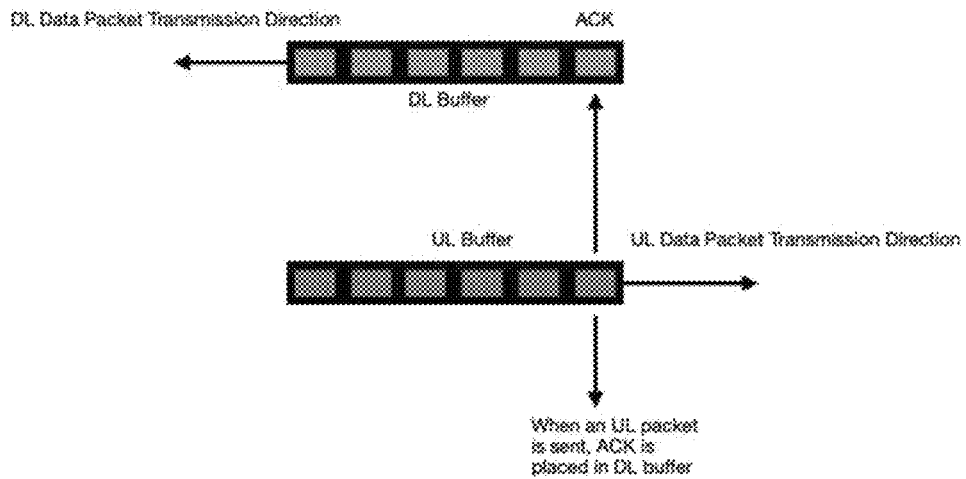 DL Data Packet Transmission Direction
ACK
DL Buffer
UL Buffer
UL Data Packet Transmission Direction
When an UL packet
is sent, ACK is
placed in DL buffer